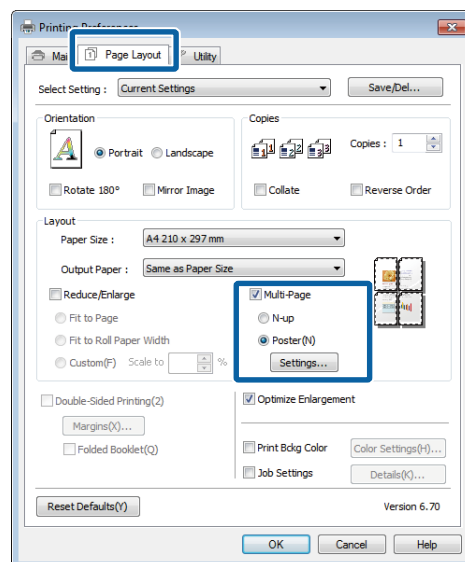 Printing Preferences
Main Page Layout Utility
Select Setting : Current Settings Save/Del...
Orientation Copies
Portrait Landscape Copies : 1
Rotate 180° Mirror Image Collate Reverse Order
Layout
Paper Size : A4 210 x 297 mm
Output Paper : Same as Paper Size
Reduce/Enlarge Multi-Page
Fit to Page N-up
Fit to Roll Paper Width Poster(N)
Custom(F) Scale to % Settings...
Double-Sided Printing(2) Optimize Enlargement
Margins(X)...
Folded Booklet(Q) Print Bckg Color Color Settings(H)...
Job Settings Details(K)...
Reset Defaults(Y) Version 6.70
OK Cancel Help